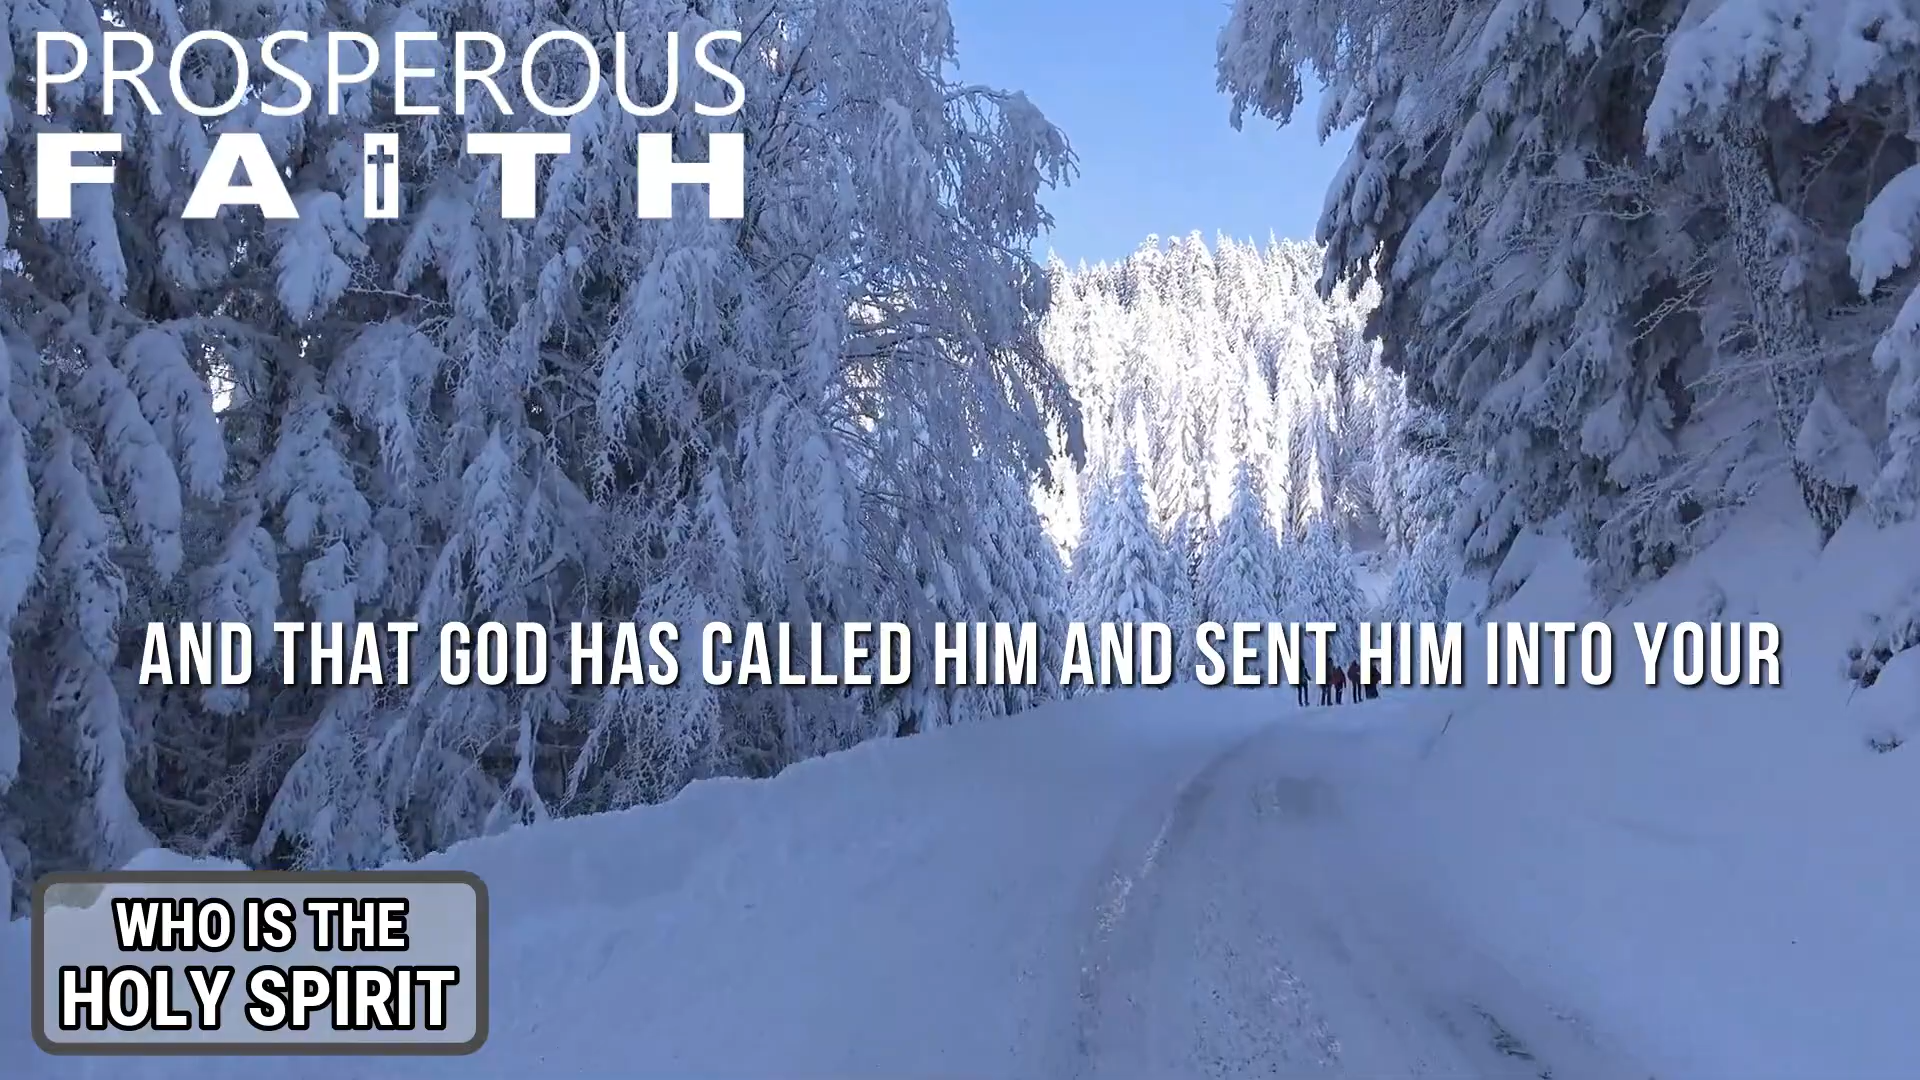 PROSPEROUS
FAiTH
AND THAT GOD HAS CALLED HIM AND SENT HIM INTO YOUR
WHO IS THE
HOLY SPIRIT